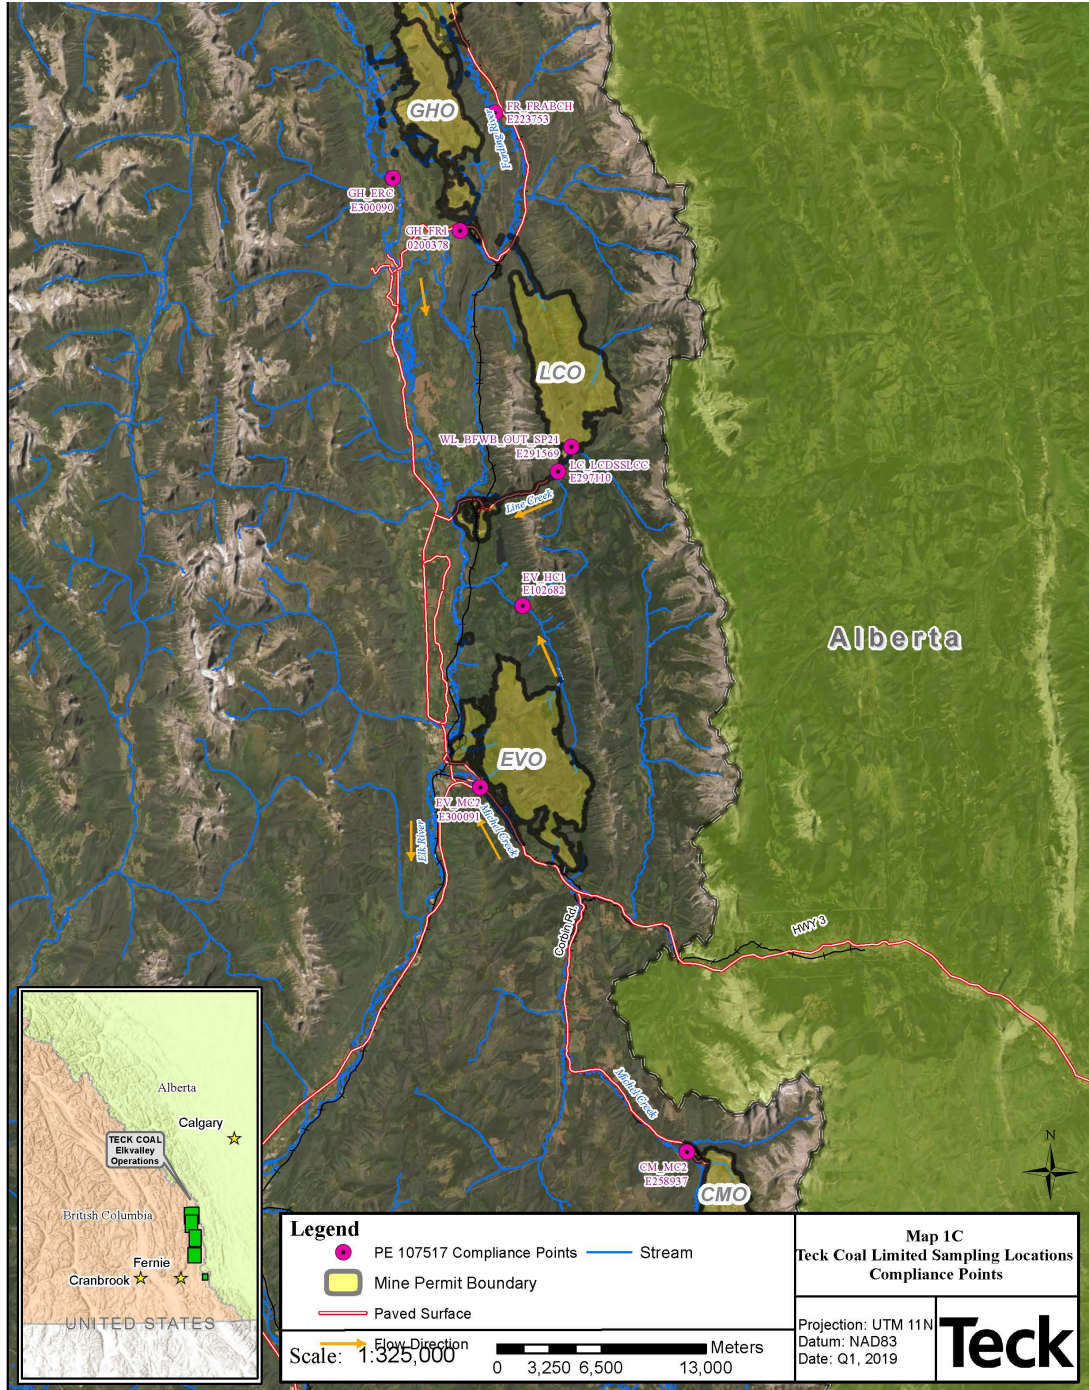 GHO
FR_FRABCH
E223753
Fording River
GH_ERC
E300090
GH_FR1
0200378
LCO
WL_BFWB_OUT_SP21
E291569
LC_LCDSSLCC
E297110
Line Creek
EV_HC1
E102682
Alberta
EVO
EV_MC2
E300091
Michel Creek
Elk River
Corbin Rd.
HWY 3
Michel Creek
CM_MC2
E258937
CMO
N
Alberta
Calgary
TECK COAL
Elkvalley
Operations
British Columbia
Fernie
Cranbrook
UNITED STATES
Legend
PE 107517 Compliance Points
Stream
Mine Permit Boundary
Paved Surface
Flow Direction
Scale: 1:325,000
Meters
0 3,250 6,500 13,000
Map 1C
Teck Coal Limited Sampling Locations
Compliance Points
Projection: UTM 11N
Datum: NAD83
Date: Q1, 2019
Teck